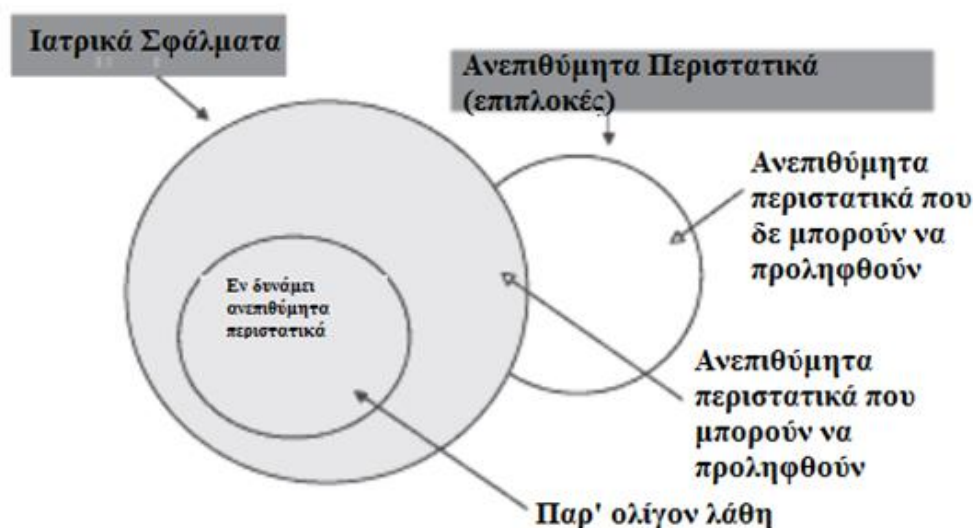 Ιατρικά Σφάλματα
Ανεπιθύμητα Περιστατικά
(επιπλοκές)
Ανεπιθύμητα
περιστατικά που
δε μπορούν να
προληφθούν
Εν δυνάμει
ανεπιθύμητα
περιστατικά
Ανεπιθύμητα
περιστατικά που
μπορούν να
προληφθούν
Παρ' ολίγον λάθη